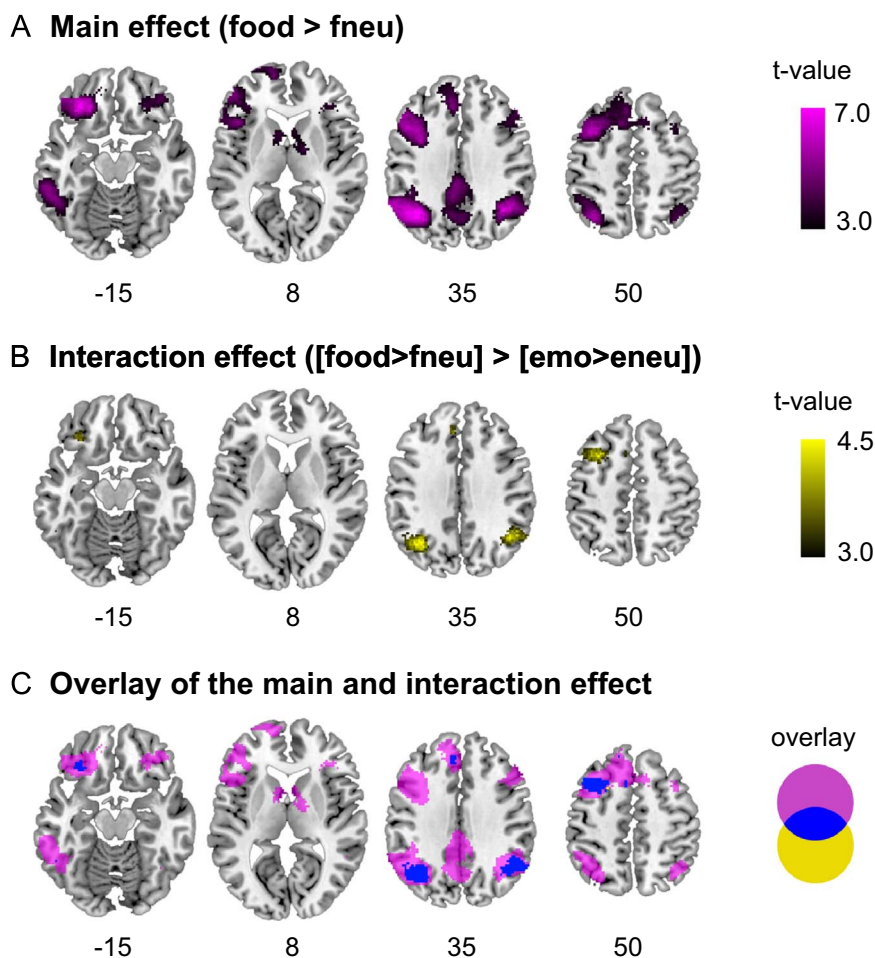 A Main effect (food > fneu)
t-value
7.0
3.0
-15 8 35 50
B Interaction effect ([food>fneu] > [emo>eneu])
t-value
4.5
3.0
-15 8 35 50
C Overlay of the main and interaction effect
overlay
-15 8 35 50